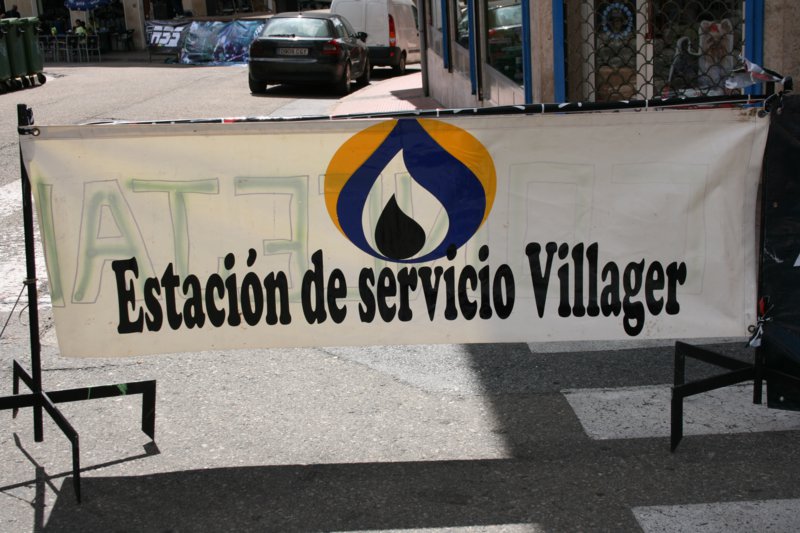 Estación de servicio Villager